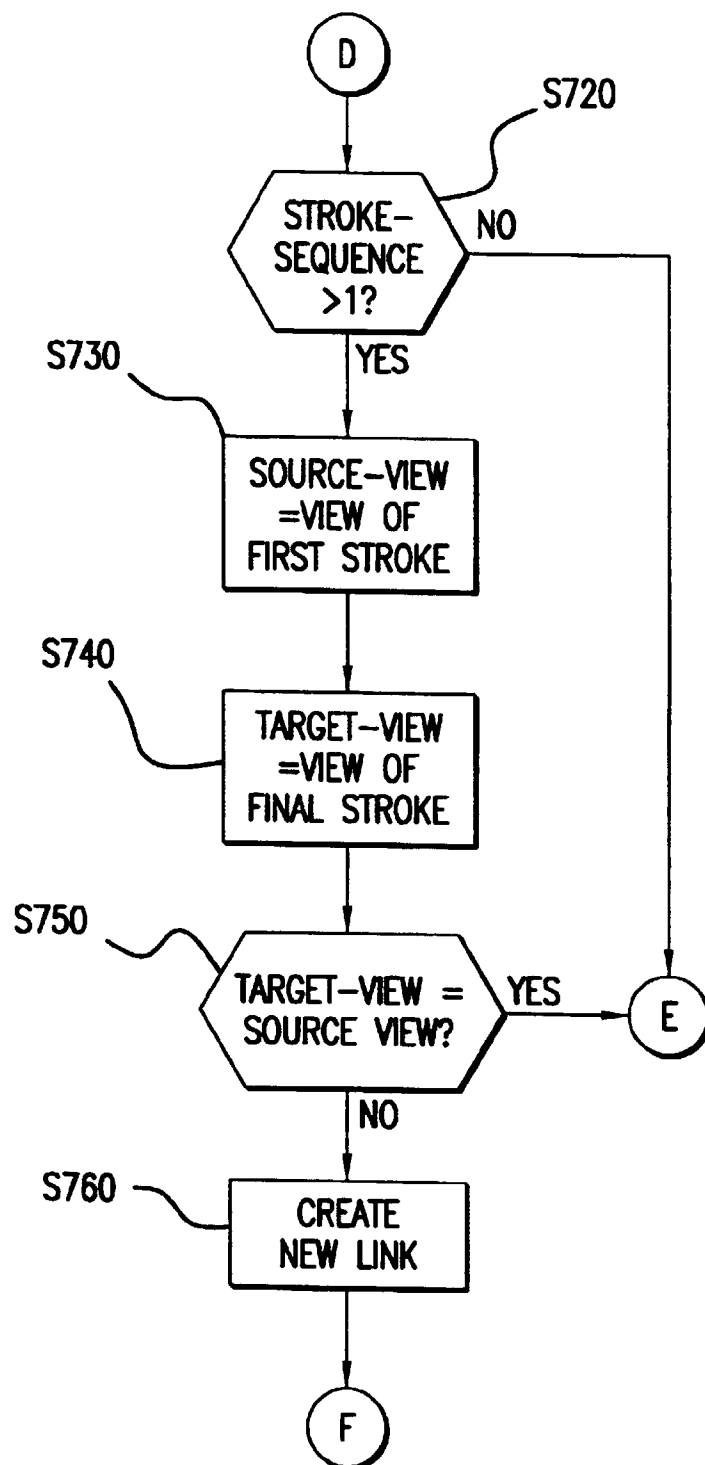 D
S720
STROKE-
SEQUENCE
>1?
NO
YES
S730
SOURCE-VIEW
=VIEW OF
FIRST STROKE
S740
TARGET-VIEW
=VIEW OF
FINAL STROKE
S750
TARGET-VIEW =
SOURCE VIEW?
YES
E
NO
S760
CREATE
NEW LINK
F